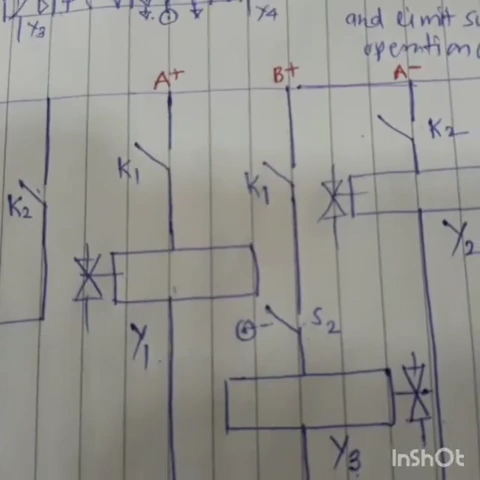 Y3
Y4
and limit
operation
A+
B+
A-
K2
K1
K1
K2
Y2
S2
Y1
Y3
InShOt